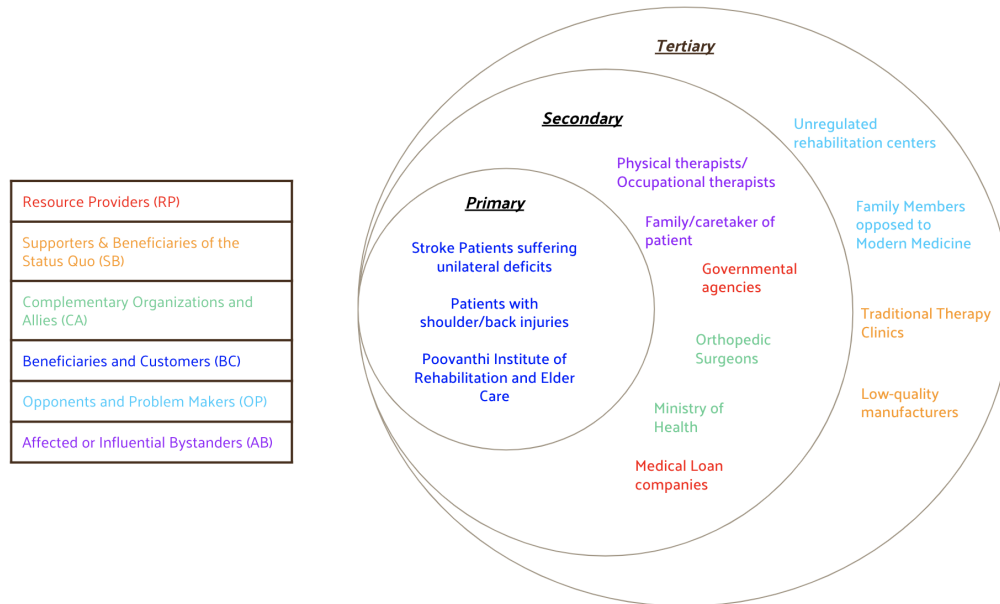 Resource Providers (RP)
Supporters & Beneficiaries of the
Status Quo (SB)
Complementary Organizations and
Allies (CA)
Beneficiaries and Customers (BC)
Opponents and Problem Makers (OP)
Affected or Influential Bystanders (AB)
Primary
Stroke Patients suffering
unilateral deficits
Patients with
shoulder/back injuries
Poovanthi Institute of
Rehabilitation and Elder
Care
Secondary
Physical therapists/
Occupational therapists
Family/caretaker of
patient
Governmental
agencies
Orthopedic
Surgeons
Ministry of
Health
Medical Loan
companies
Tertiary
Unregulated
rehabilitation centers
Family Members
opposed to
Modern Medicine
Traditional Therapy
Clinics
Low-quality
manufacturers